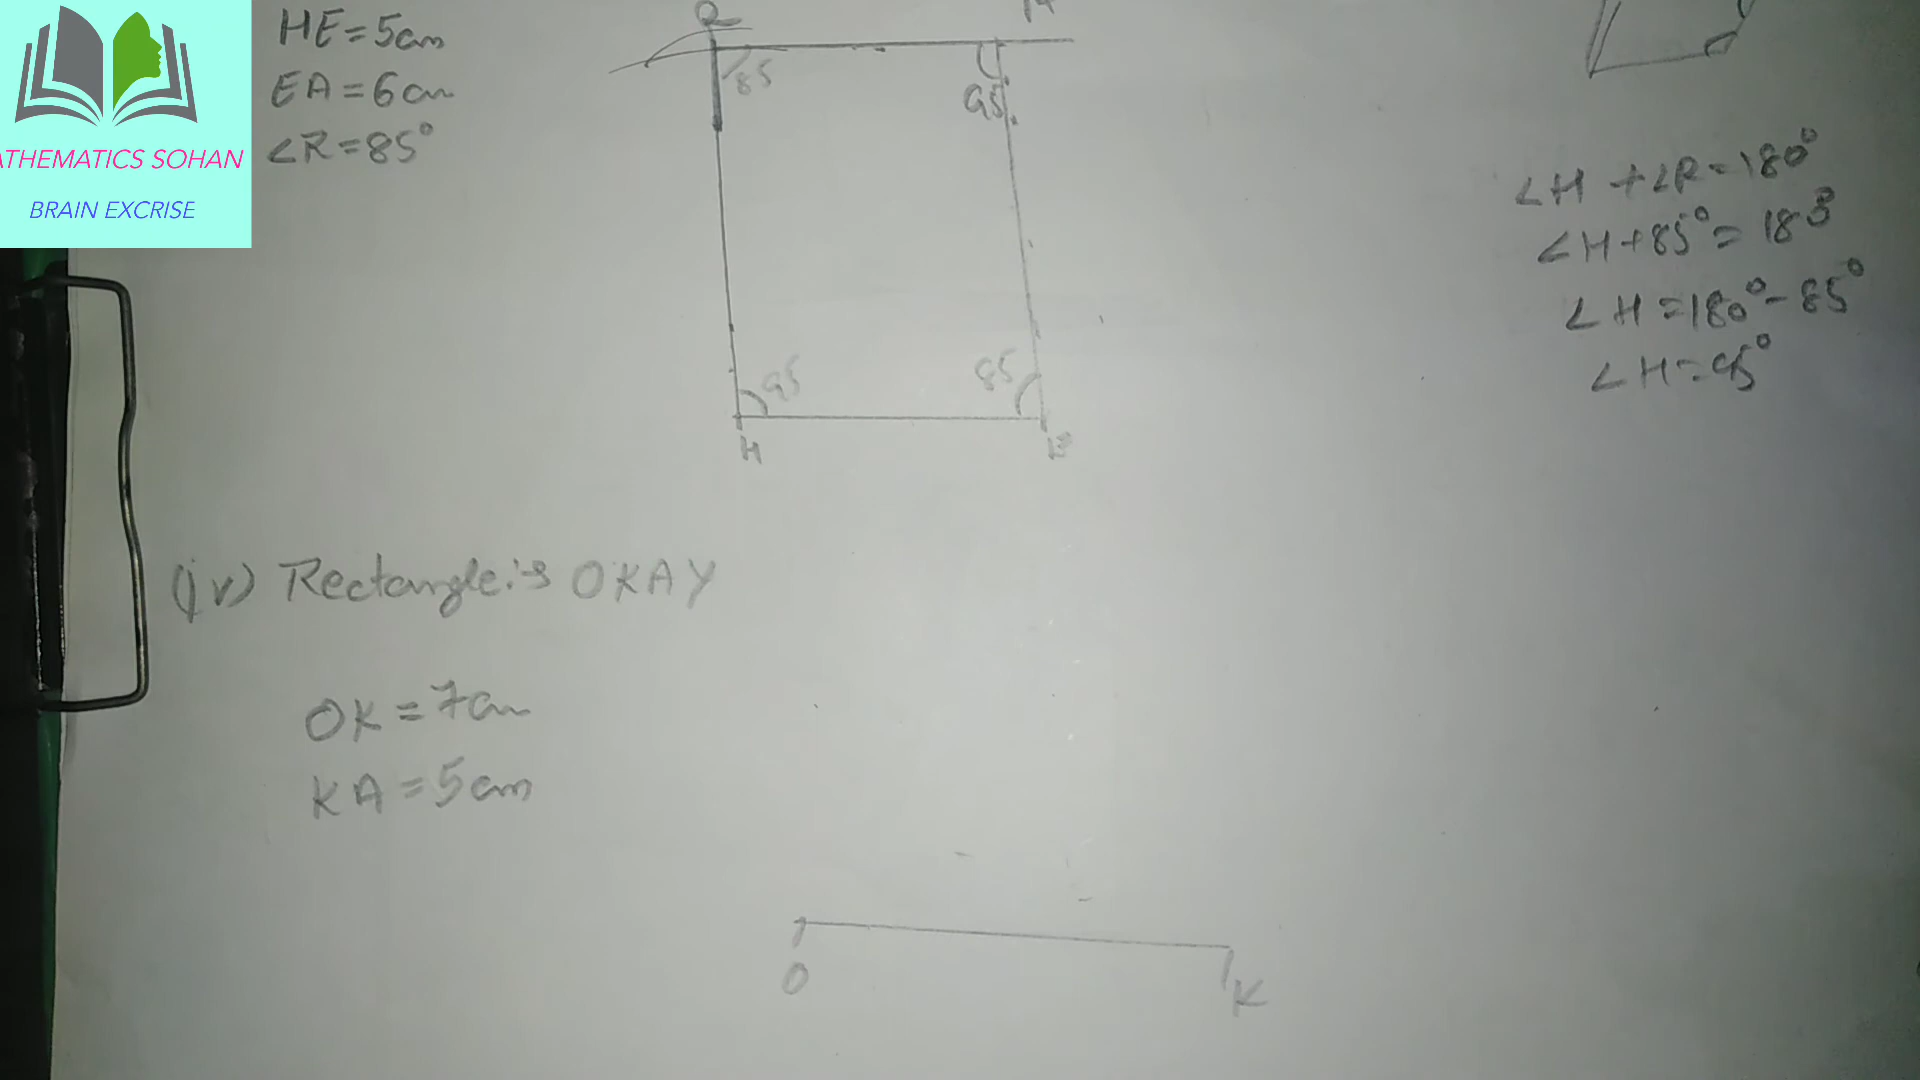 HE=5cm
EA=6cm
∠R=85°
ATHEMATICS SOHAN
BRAIN EXCRISE
R
85
95
95
85
H
E
∠H +∠R=180°
∠H+85°=180
∠H=180°-85°
∠H=95°
(iv) Rectangle is OKAY
OK=7cm
KA=5cm
O
K